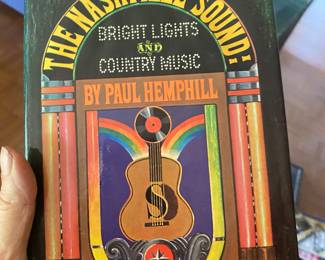 THE NASHVILLE SOUND:
BRIGHT LIGHTS
AND
COUNTRY MUSIC
BY PAUL HEMPHILL
S